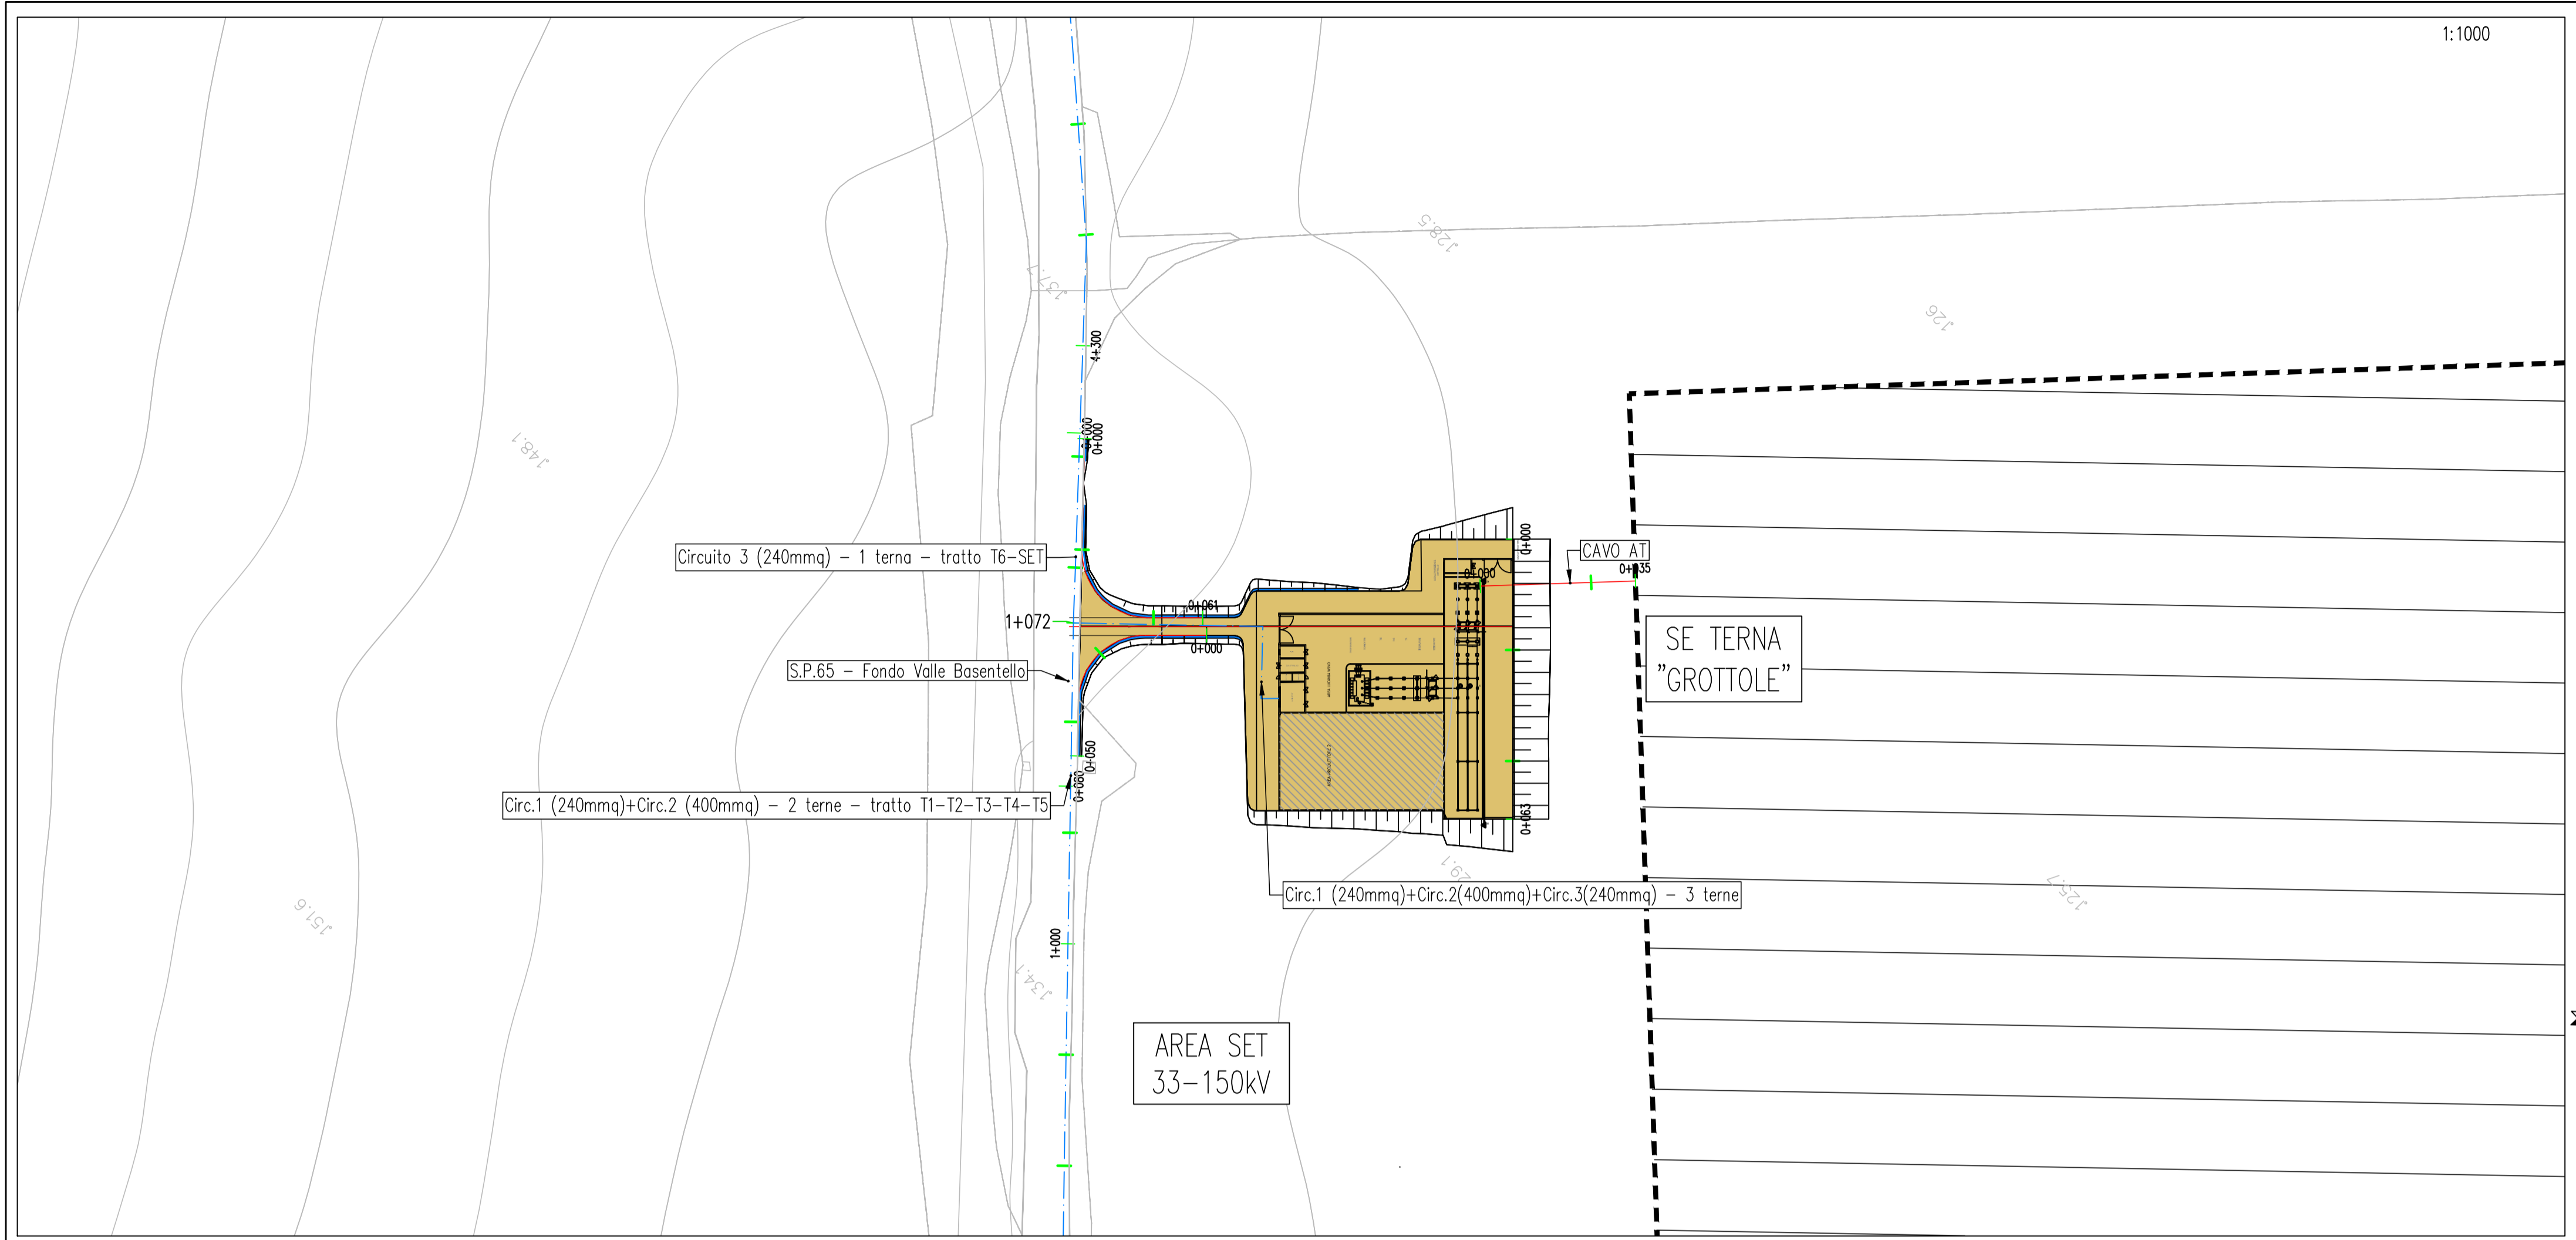 1:1000
128.5
137.7
126
4+300
0+000
0+000
148.1
0+000
Circuito 3 (240mmq) - 1 terna - tratto T6-SET
CAVO AT
0+035
0+000
0+061
1+072
0+000
SE TERNA
"GROTTOLE"
S.P.65 - Fondo Valle Basentello
0+050
0+060
Circ.1 (240mmq)+Circ.2 (400mmq) - 2 terne - tratto T1-T2-T3-T4-T5
0+063
129.1
Circ.1 (240mmq)+Circ.2(400mmq)+Circ.3(240mmq) - 3 terne
125.7
151.6
1+000
134.1
AREA SET
33-150kV